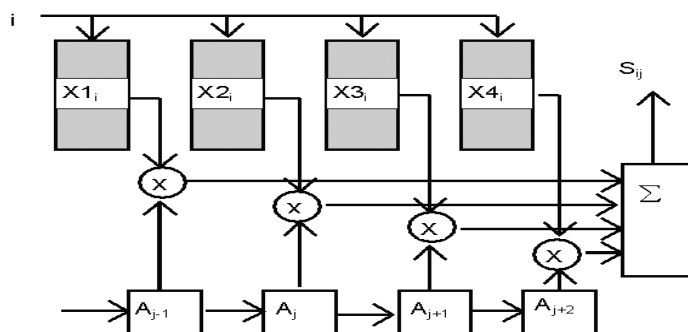 i
X1ᵢ X2ᵢ X3ᵢ X4ᵢ
Sᵢⱼ
X
X
X
X
Σ
Aⱼ₋₁ Aⱼ Aⱼ₊₁ Aⱼ₊₂